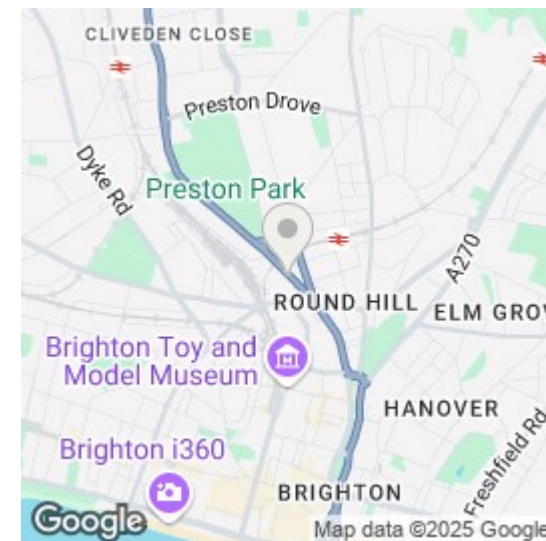 CLIVEDEN CLOSE
Preston Drove
Dyke Rd
Preston Park
A270
ROUND HILL
ELM GROV
Brighton Toy and
Model Museum
HANOVER
Freshfield Rd
Brighton i360
BRIGHTON
Google
Map data ©2025 Google